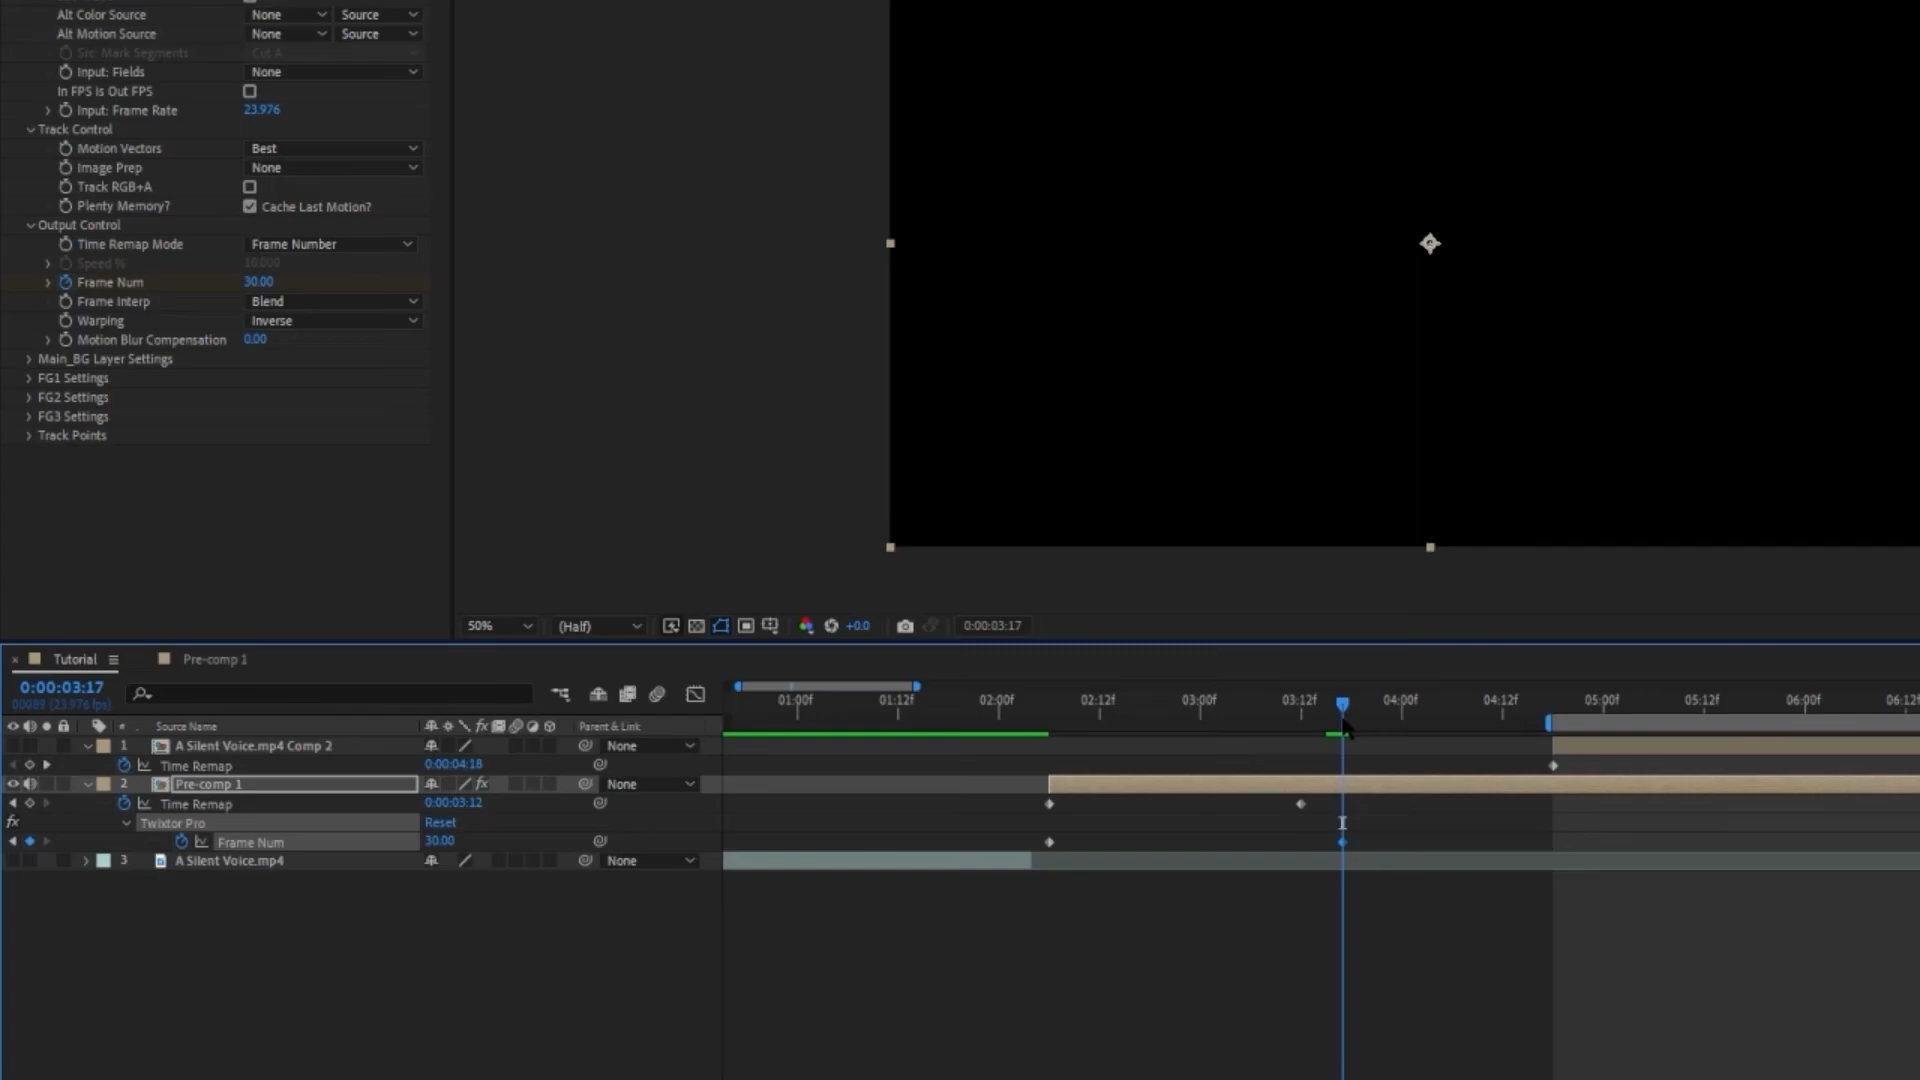 Alt Color Source None Source
Alt Motion Source None Source
Src: Mark Segments Cut A
Input: Fields None
In FPS is Out FPS
Input: Frame Rate 23.976
Track Control
Motion Vectors Best
Image Prep None
Track RGB+A
Plenty Memory? Cache Last Motion?
Output Control
Time Remap Mode Frame Number
Speed % 10.000
Frame Num 30.00
Frame Interp Blend
Warping Inverse
Motion Blur Compensation 0.00
Main_BG Layer Settings
FG1 Settings
FG2 Settings
FG3 Settings
Track Points
50% (Half) +0.0 0:00:03:17
Tutorial Pre-comp 1
0:00:03:17
00089 (23.976 fps)
01:00f 01:12f 02:00f 02:12f 03:00f 03:12f 04:00f 04:12f 05:00f 05:12f 06:00f 06:12f
# Source Name fx Parent & Link
1 A Silent Voice.mp4 Comp 2 None
Time Remap 0:00:04:18
2 Pre-comp 1 fx None
Time Remap 0:00:03:12
fx Twixtor Pro Reset
Frame Num 30.00
3 A Silent Voice.mp4 None